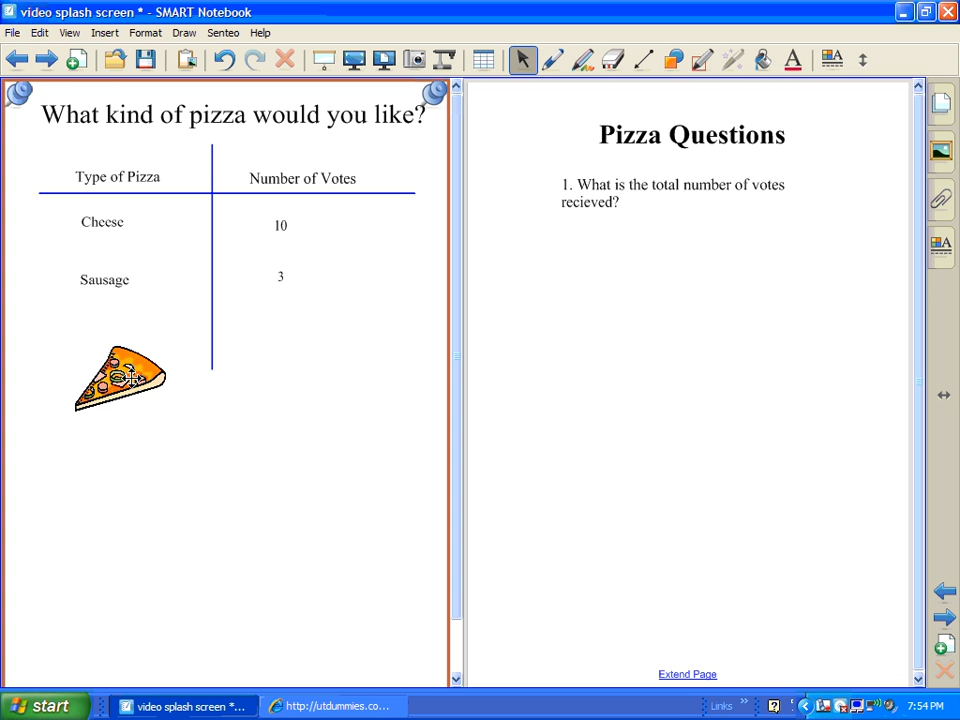 video splash screen * - SMART Notebook
File Edit View Insert Format Draw Senteo Help
What kind of pizza would you like?
Type of Pizza Number of Votes
Cheese 10
Sausage 3
Pizza Questions
1. What is the total number of votes
recieved?
Extend Page
start video splash screen *... http://utdummies.co... Links » 7:54 PM